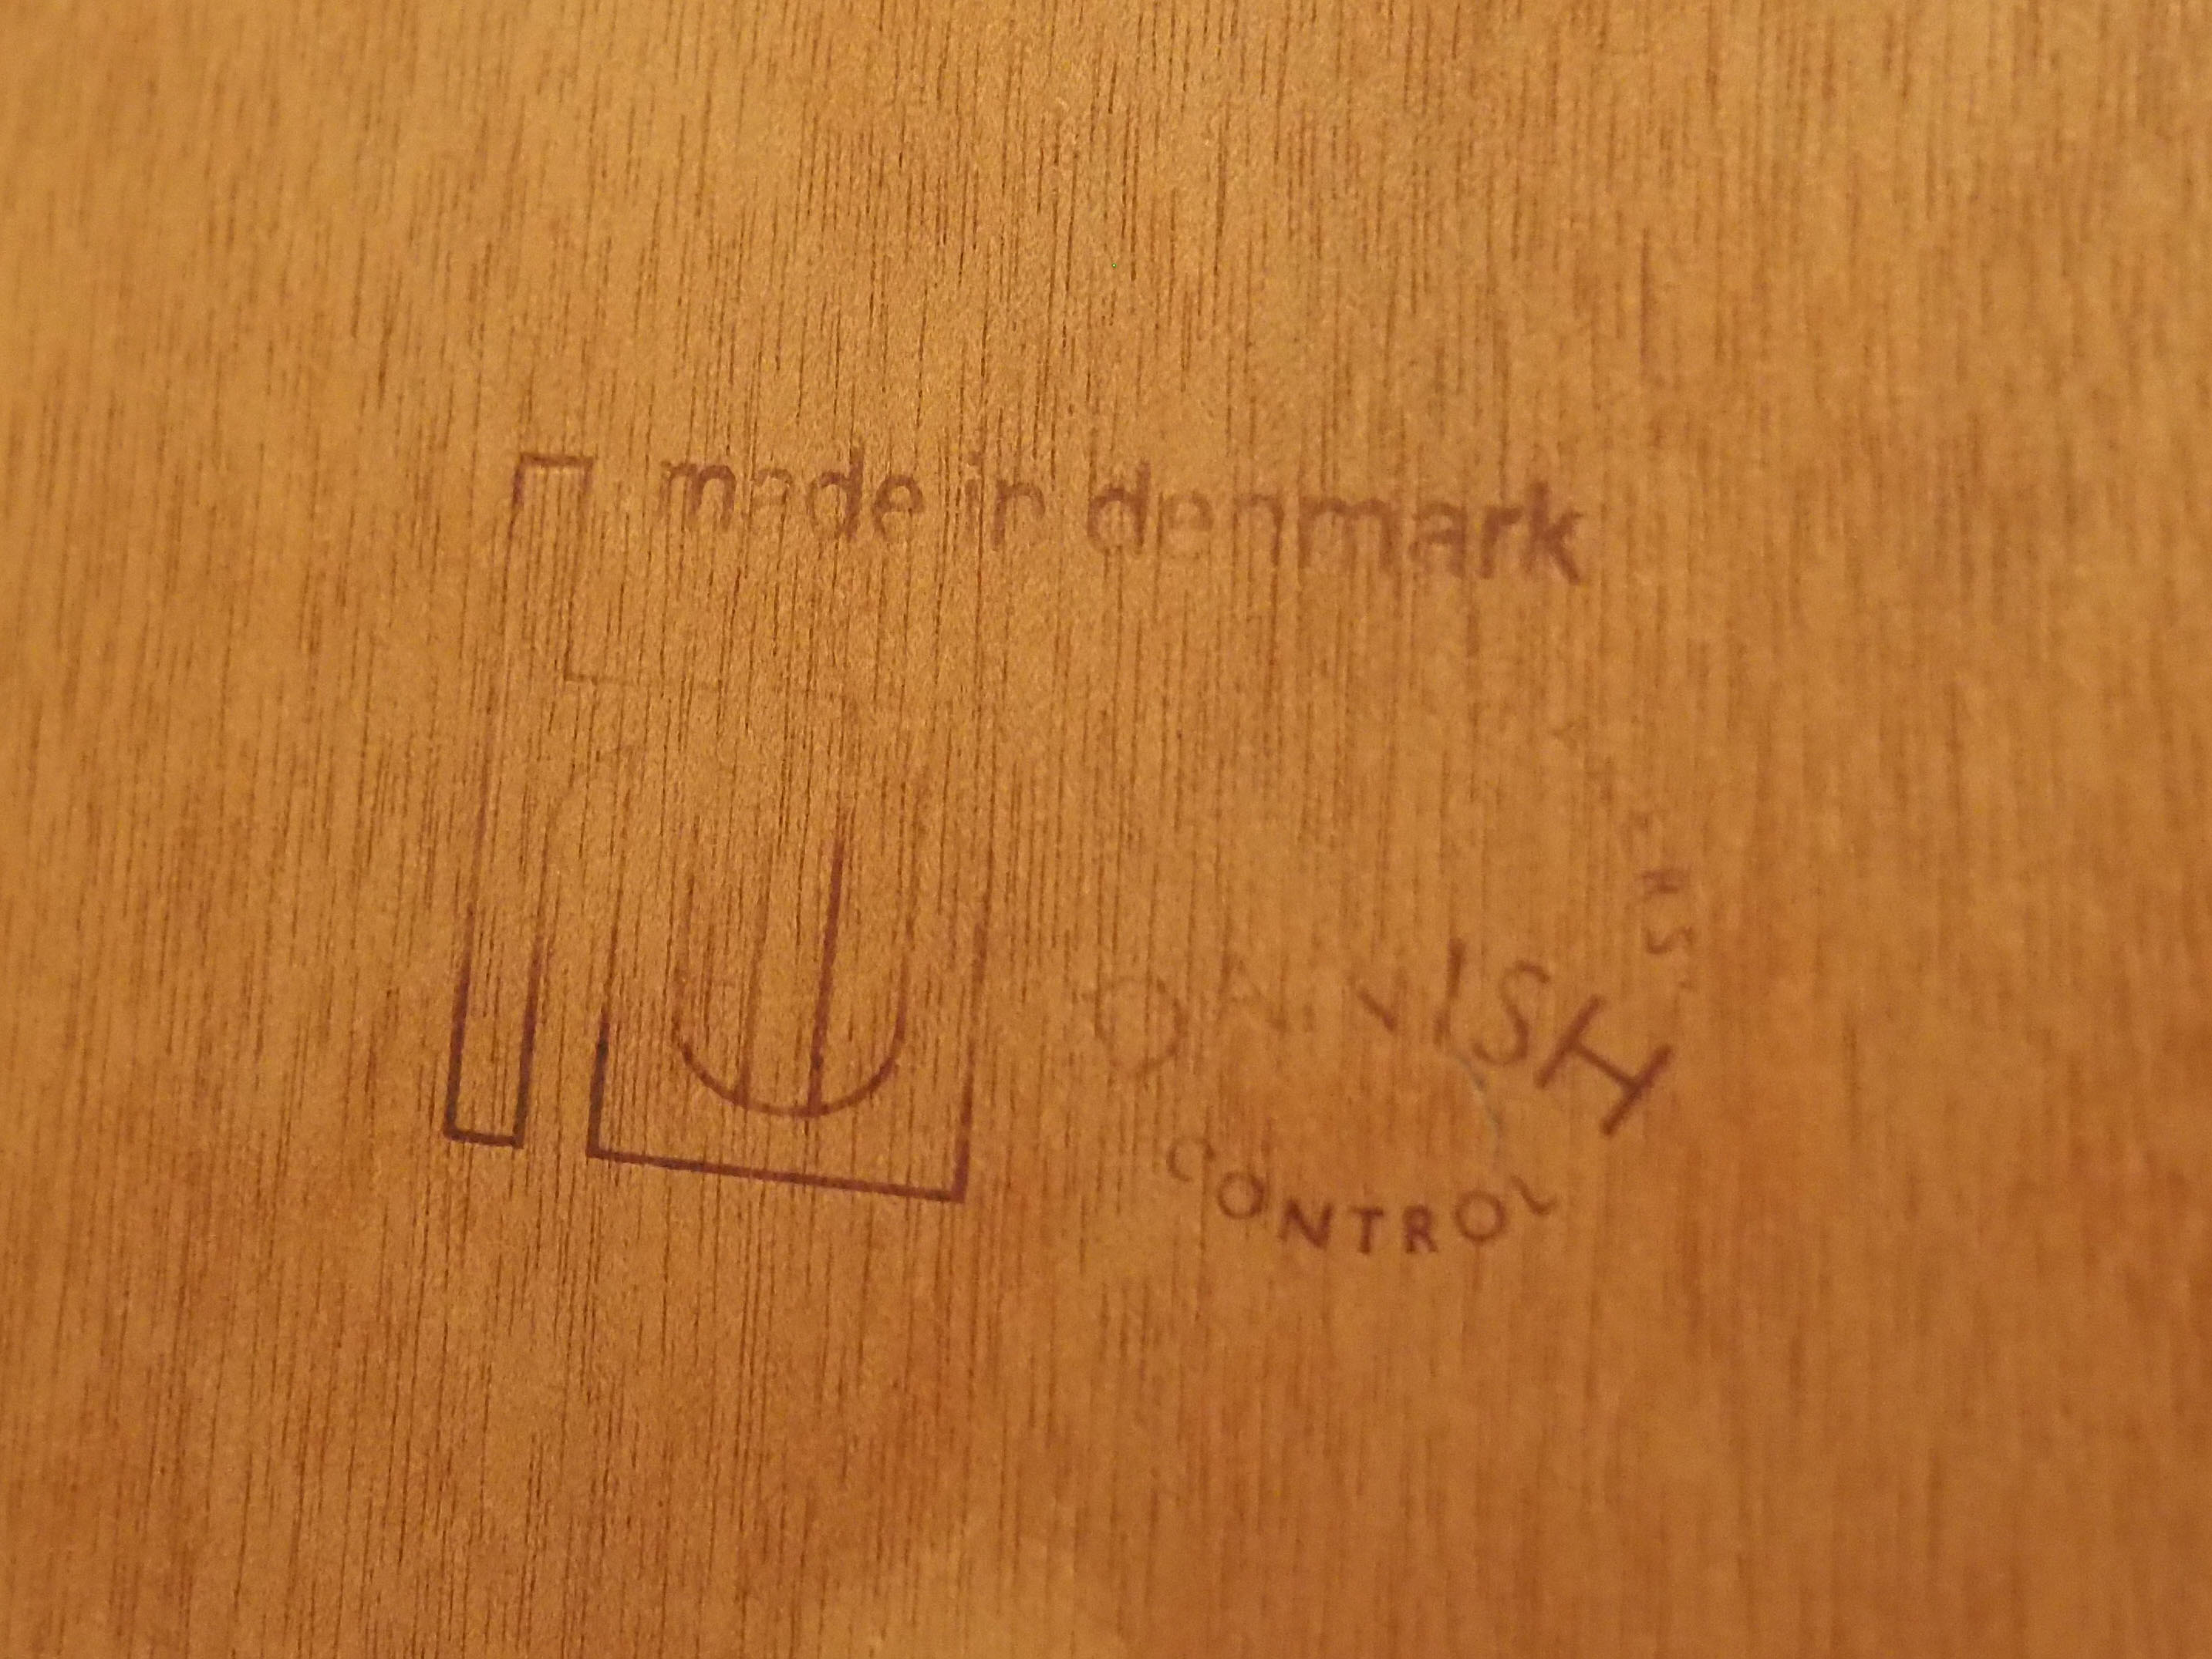 made in denmark
DANISH
CONTROL